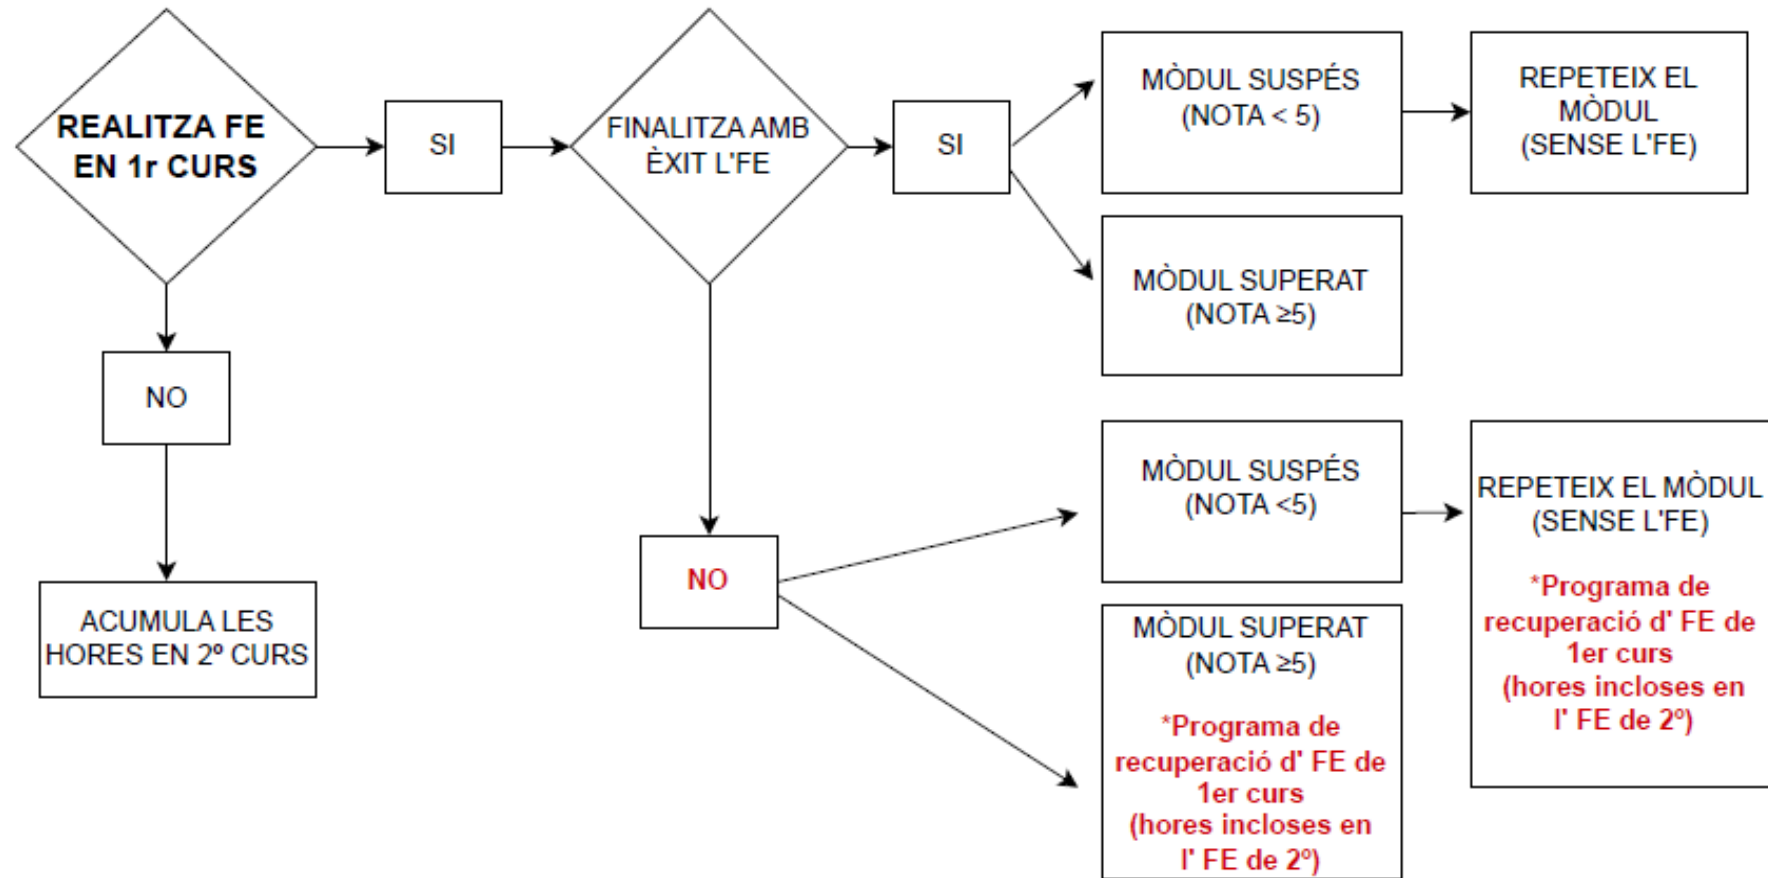 REALITZA FE
EN 1r CURS
SI
FINALITZA AMB
ÈXIT L'FE
SI
MÒDUL SUSPÉS
(NOTA < 5)
REPETEIX EL
MÒDUL
(SENSE L'FE)
MÒDUL SUPERAT
(NOTA ≥5)
NO
ACUMULA LES
HORES EN 2º CURS
NO
MÒDUL SUSPÉS
(NOTA <5)
REPETEIX EL MÒDUL
(SENSE L'FE)
*Programa de
recuperació d' FE de
1er curs
(hores incloses en
l' FE de 2º)
MÒDUL SUPERAT
(NOTA ≥5)
*Programa de
recuperació d' FE de
1er curs
(hores incloses en
l' FE de 2º)